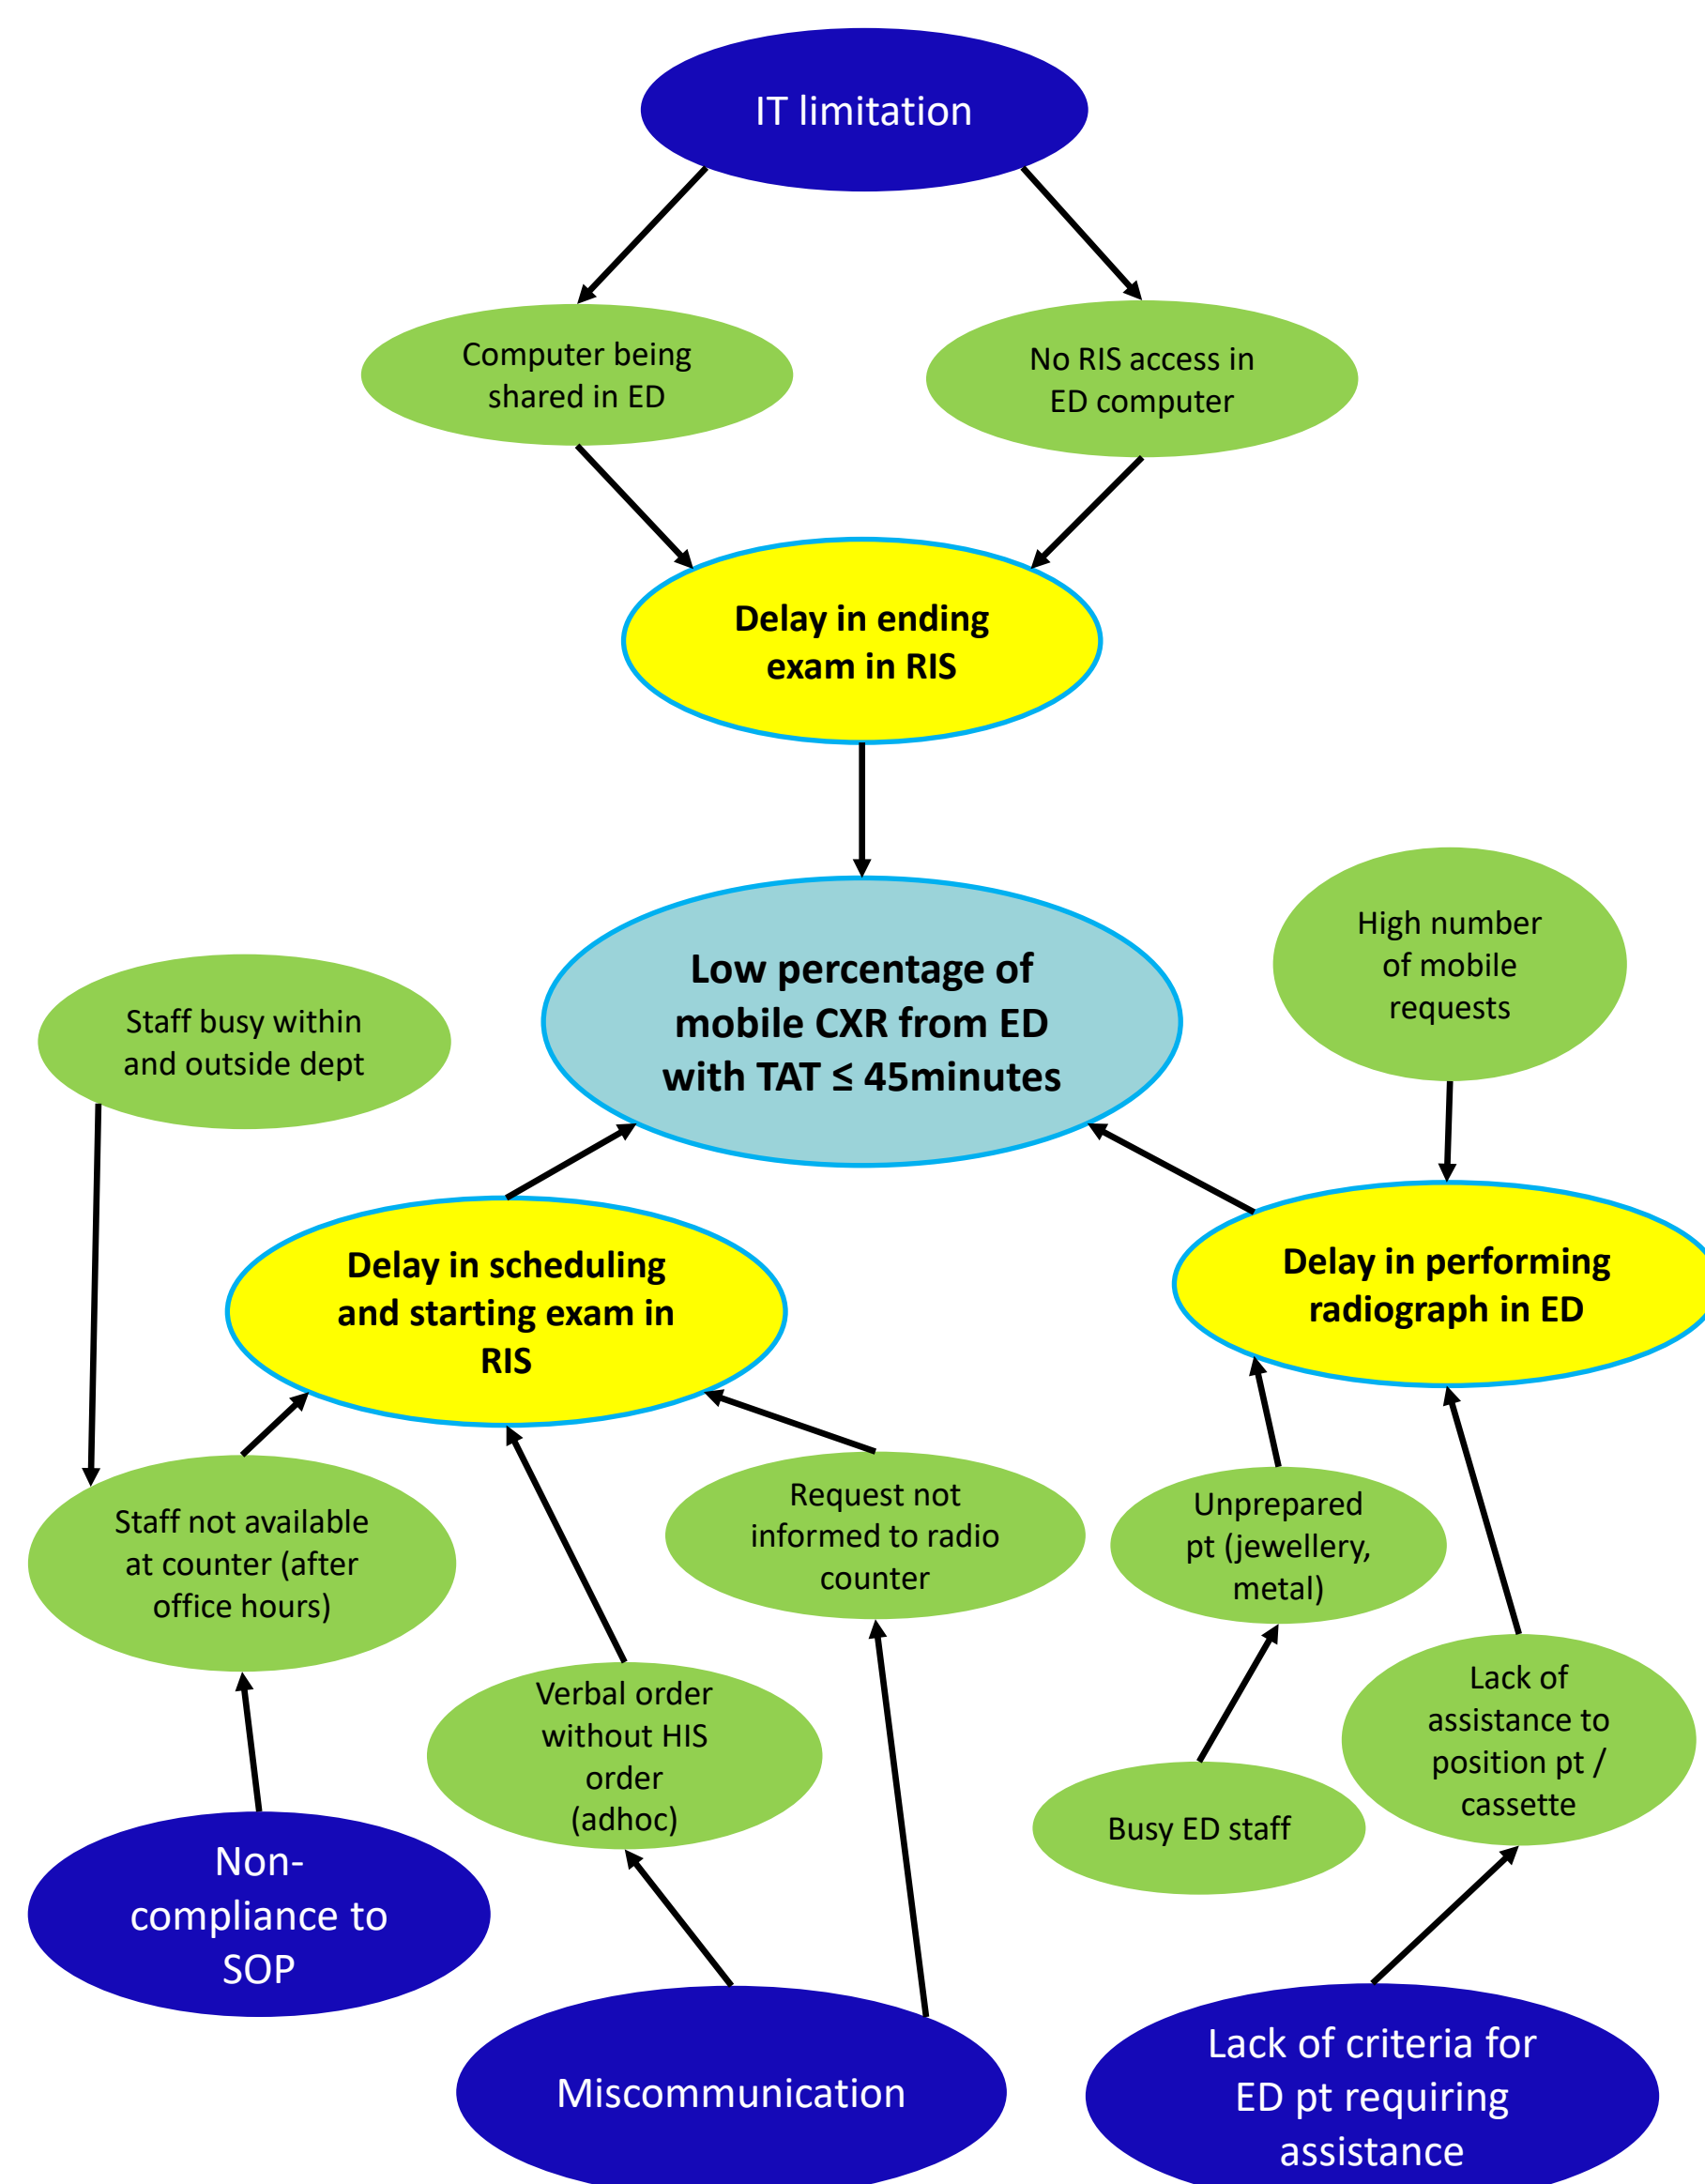 IT limitation
Computer being
shared in ED
No RIS access in
ED computer
Delay in ending
exam in RIS
High number
of mobile
requests
Low percentage of
mobile CXR from ED
with TAT ≤ 45minutes
Staff busy within
and outside dept
Delay in scheduling
and starting exam in
RIS
Delay in performing
radiograph in ED
Staff not available
at counter (after
office hours)
Request not
informed to radio
counter
Unprepared
pt (jewellery,
metal)
Verbal order
without HIS
order
(adhoc)
Lack of
assistance to
position pt /
cassette
Busy ED staff
Non-
compliance to
SOP
Miscommunication
Lack of criteria for
ED pt requiring
assistance